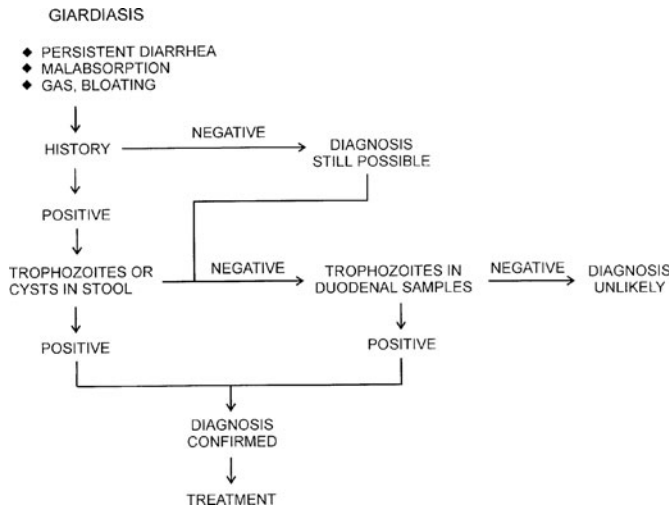 GIARDIASIS
◆ PERSISTENT DIARRHEA
◆ MALABSORPTION
◆ GAS, BLOATING
HISTORY
NEGATIVE
DIAGNOSIS
STILL POSSIBLE
POSITIVE
TROPHOZOITES OR
CYSTS IN STOOL
NEGATIVE
TROPHOZOITES IN
DUODENAL SAMPLES
NEGATIVE
DIAGNOSIS
UNLIKELY
POSITIVE
POSITIVE
DIAGNOSIS
CONFIRMED
TREATMENT